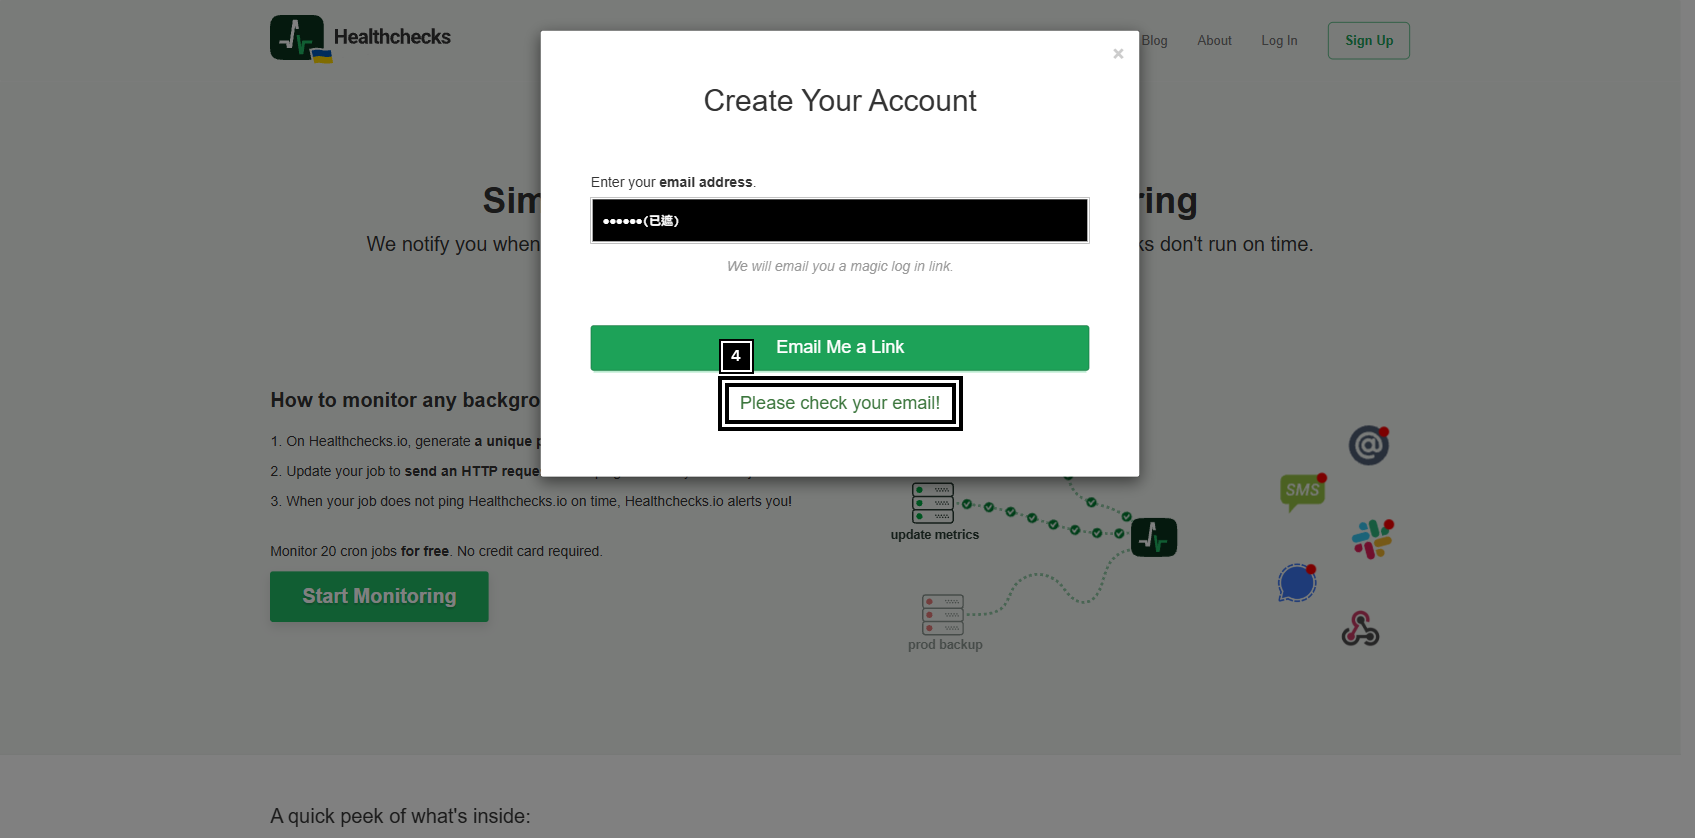 Healthchecks
Blog
About
Log In
Sign Up
×
Create Your Account
Enter your email address.
●●●●●●(已遮)
We will email you a magic log in link.
4
Email Me a Link
Please check your email!
We notify you when
don't run on time.
How to monitor any
1. On Healthchecks.io, generate a unique
2. Update your job to send an HTTP
3. When your job does not ping Healthchecks.io on time, Healthchecks.io alerts you!
Monitor 20 cron jobs for free. No credit card required.
Start Monitoring
SMS
update metrics
prod backup
A quick peek of what's inside: